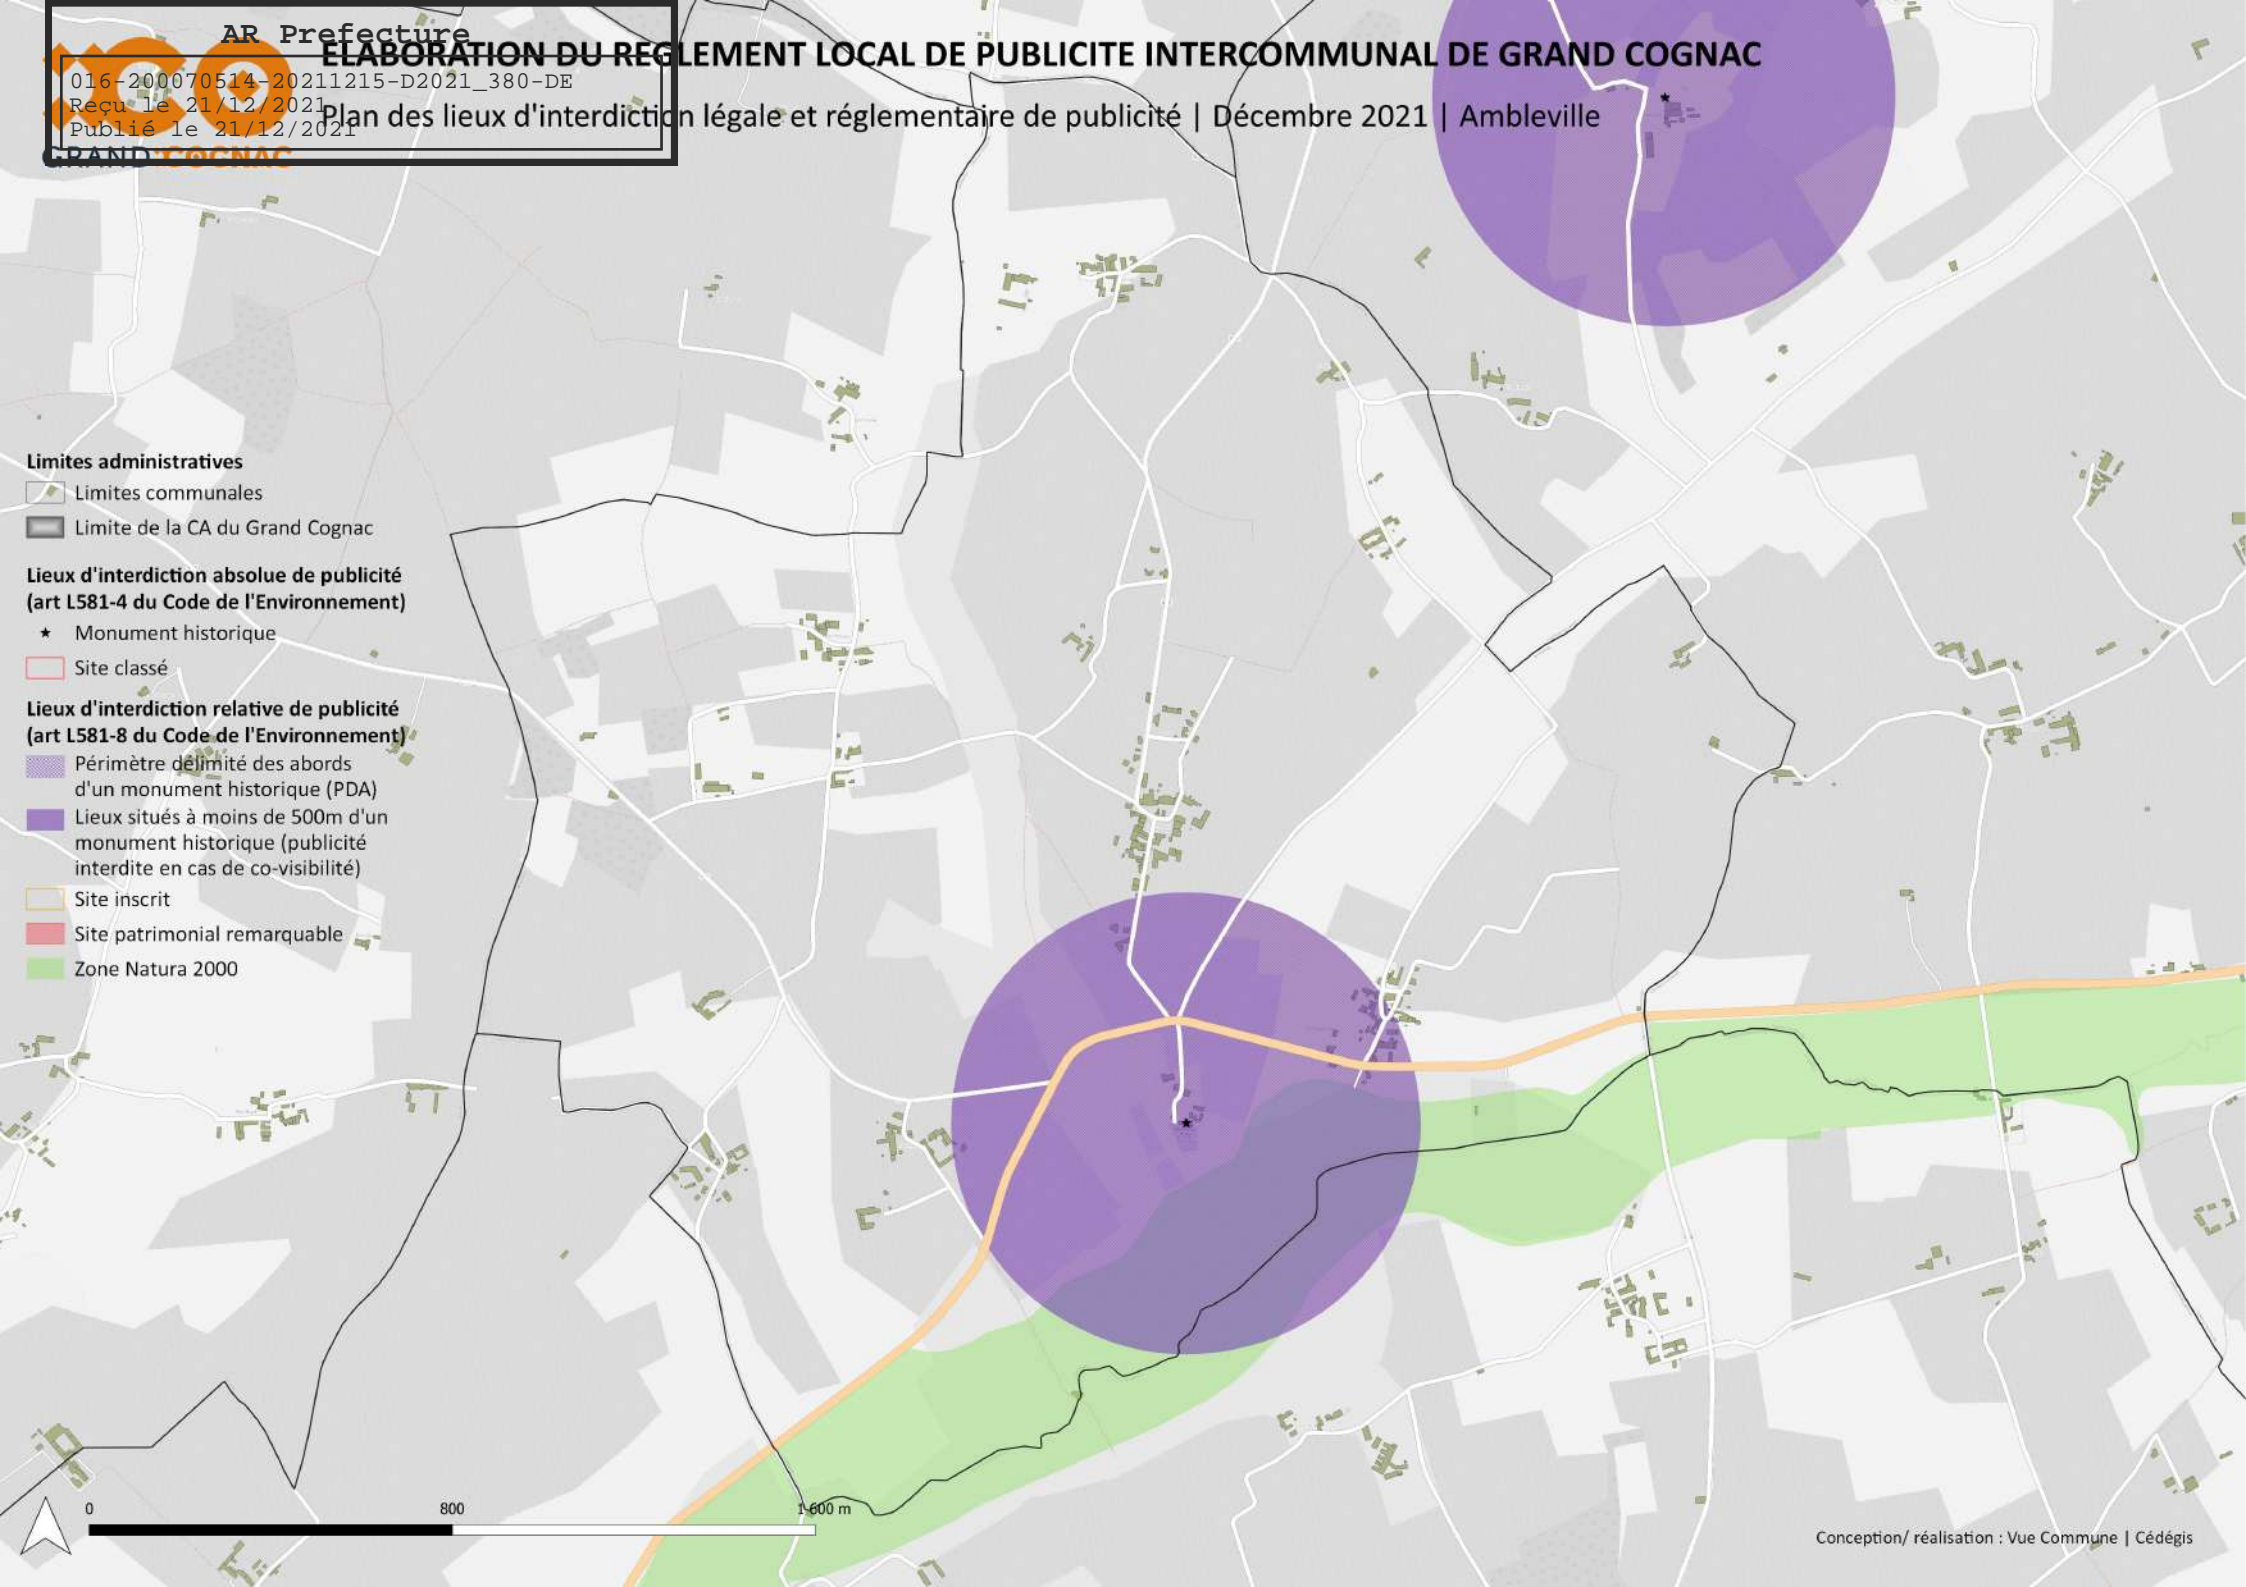 AR Prefecture
016-200070514-20211215-D2021_380-DE
Reçu le 21/12/2021
Publié le 21/12/2021
GRAND COGNAC
ELABORATION DU REGLEMENT LOCAL DE PUBLICITE INTERCOMMUNAL DE GRAND COGNAC
Plan des lieux d'interdiction légale et réglementaire de publicité | Décembre 2021 | Ambleville
Limites administratives
Limites communales
Limite de la CA du Grand Cognac
Lieux d'interdiction absolue de publicité
(art L581-4 du Code de l'Environnement)
Monument historique
Site classé
Lieux d'interdiction relative de publicité
(art L581-8 du Code de l'Environnement)
Périmètre délimité des abords
d'un monument historique (PDA)
Lieux situés à moins de 500m d'un
monument historique (publicité
interdite en cas de co-visibilité)
Site inscrit
Site patrimonial remarquable
Zone Natura 2000
0 800 1 600 m
Conception/ réalisation : Vue Commune | Cédégis